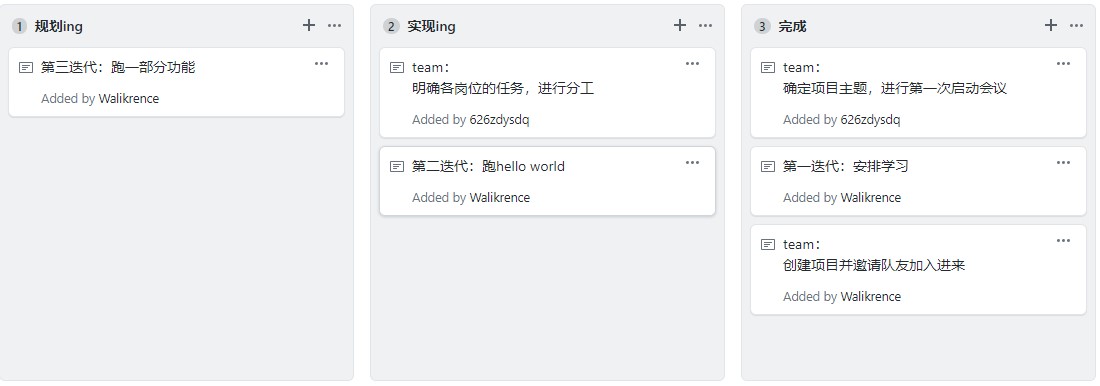 1 规划ing
第三迭代：跑一部分功能
Added by Walikrence
2 实现ing
team：
明确各岗位的任务，进行分工
Added by 626zdysdq
第二迭代：跑hello world
Added by Walikrence
3 完成
team：
确定项目主题，进行第一次启动会议
Added by 626zdysdq
第一迭代：安排学习
Added by Walikrence
team：
创建项目并邀请队友加入进来
Added by Walikrence